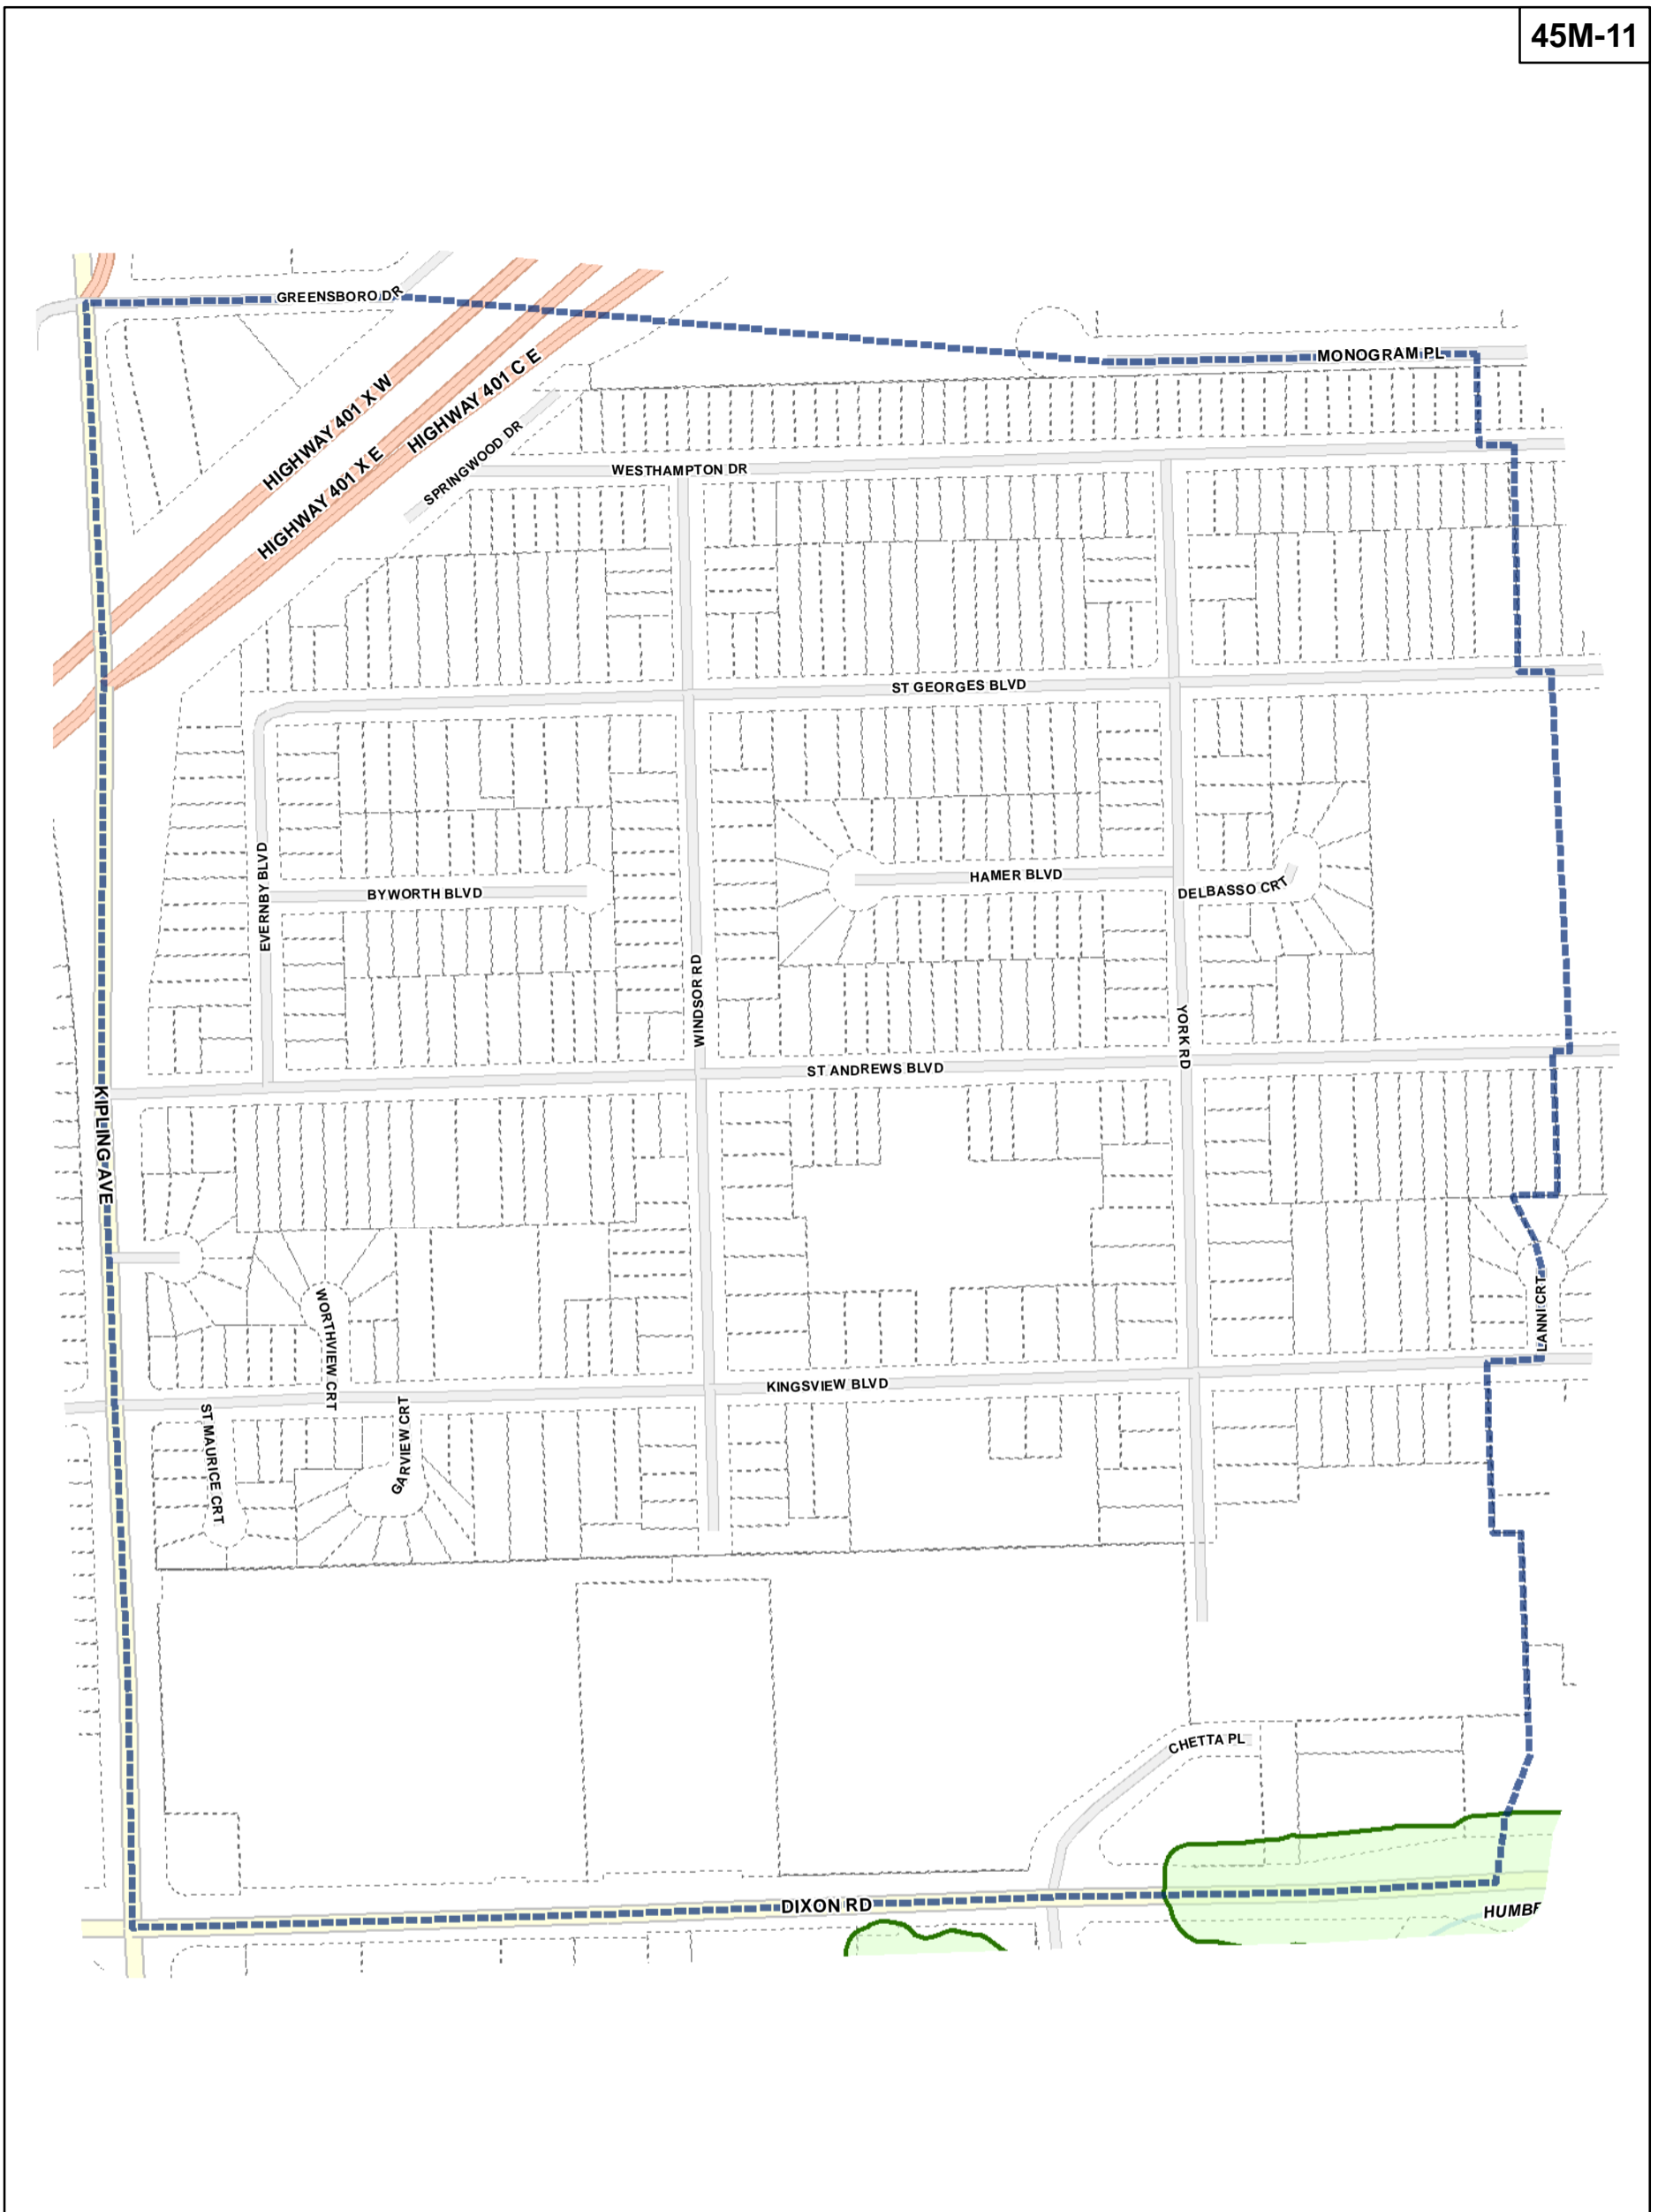 45M-11
GREENSBORO DR
MONOGRAM PL
HIGHWAY 401 X W
HIGHWAY 401 C E
HIGHWAY 401 X E
SPRINGWOOD DR
WESTHAMPTON DR
ST GEORGES BLVD
EVERNBY BLVD
BYWORTH BLVD
HAMER BLVD
DELBASSO CRT
WINDSOR RD
YORK RD
ST ANDREWS BLVD
KIPLING AVE
WORTHVIEW CRT
IANNI CRT
KINGSVIEW BLVD
ST MAURICE CRT
GARVIEW CRT
CHETTA PL
DIXON RD
HUMBE